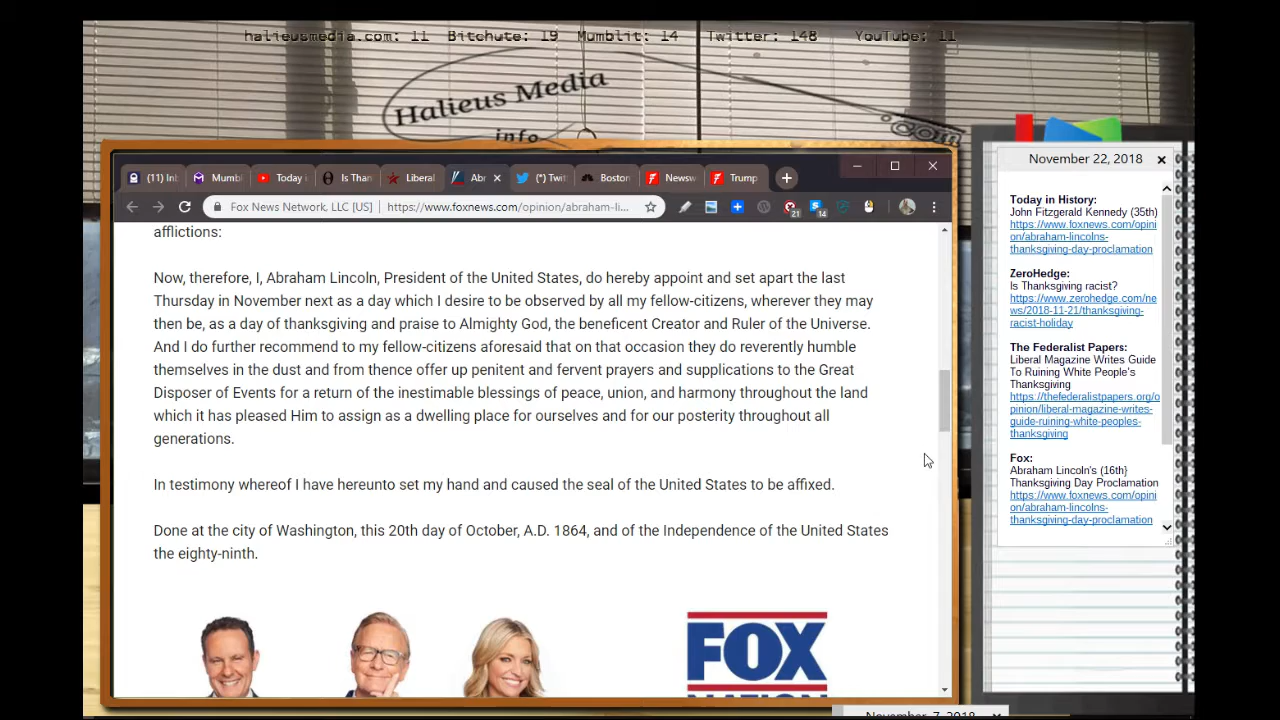 halieusmedia.com: 11 Bitchute: 19 Mumblit: 14 Twitter: 148 YouTube: 11
Halieus Media
info
.com
(11) In
Mumbl
Today i
Is Than
Liberal
Abr
(*) Twit
Boston
Newsw
Trump
Fox News Network, LLC [US] https://www.foxnews.com/opinion/abraham-li...
21
14
afflictions:
Now, therefore, I, Abraham Lincoln, President of the United States, do hereby appoint and set apart the last
Thursday in November next as a day which I desire to be observed by all my fellow-citizens, wherever they may
then be, as a day of thanksgiving and praise to Almighty God, the beneficent Creator and Ruler of the Universe.
And I do further recommend to my fellow-citizens aforesaid that on that occasion they do reverently humble
themselves in the dust and from thence offer up penitent and fervent prayers and supplications to the Great
Disposer of Events for a return of the inestimable blessings of peace, union, and harmony throughout the land
which it has pleased Him to assign as a dwelling place for ourselves and for our posterity throughout all
generations.
In testimony whereof I have hereunto set my hand and caused the seal of the United States to be affixed.
Done at the city of Washington, this 20th day of October, A.D. 1864, and of the Independence of the United States
the eighty-ninth.
FOX
NATION
November 22, 2018
Today in History:
John Fitzgerald Kennedy (35th)
https://www.foxnews.com/opini
on/abraham-lincolns-
thanksgiving-day-proclamation
ZeroHedge:
Is Thanksgiving racist?
https://www.zerohedge.com/ne
ws/2018-11-21/thanksgiving-
racist-holiday
The Federalist Papers:
Liberal Magazine Writes Guide
To Ruining White People's
Thanksgiving
https://thefederalistpapers.org/o
pinion/liberal-magazine-writes-
guide-ruining-white-peoples-
thanksgiving
Fox:
Abraham Lincoln's (16th}
Thanksgiving Day Proclamation
https://www.foxnews.com/opini
on/abraham-lincolns-
thanksgiving-day-proclamation
November 7, 2018